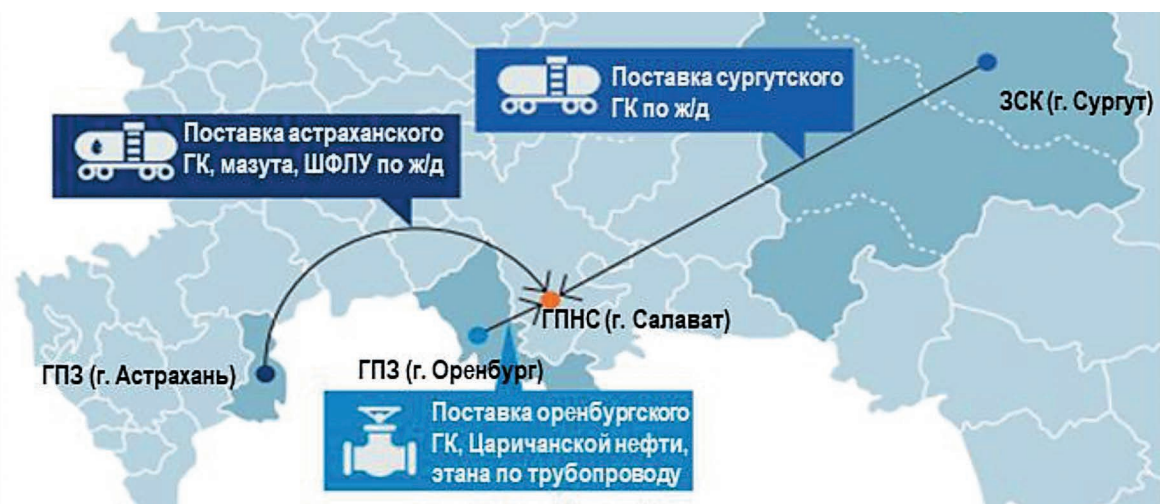 Поставка сургутского
ГК по ж/д
ЗСК (г. Сургут)
Поставка астраханского
ГК, мазута, ШФЛУ по ж/д
ГПНС (г. Салават)
ГПЗ (г. Астрахань)
ГПЗ (г. Оренбург)
Поставка оренбургского
ГК, Царичанской нефти,
этана по трубопроводу